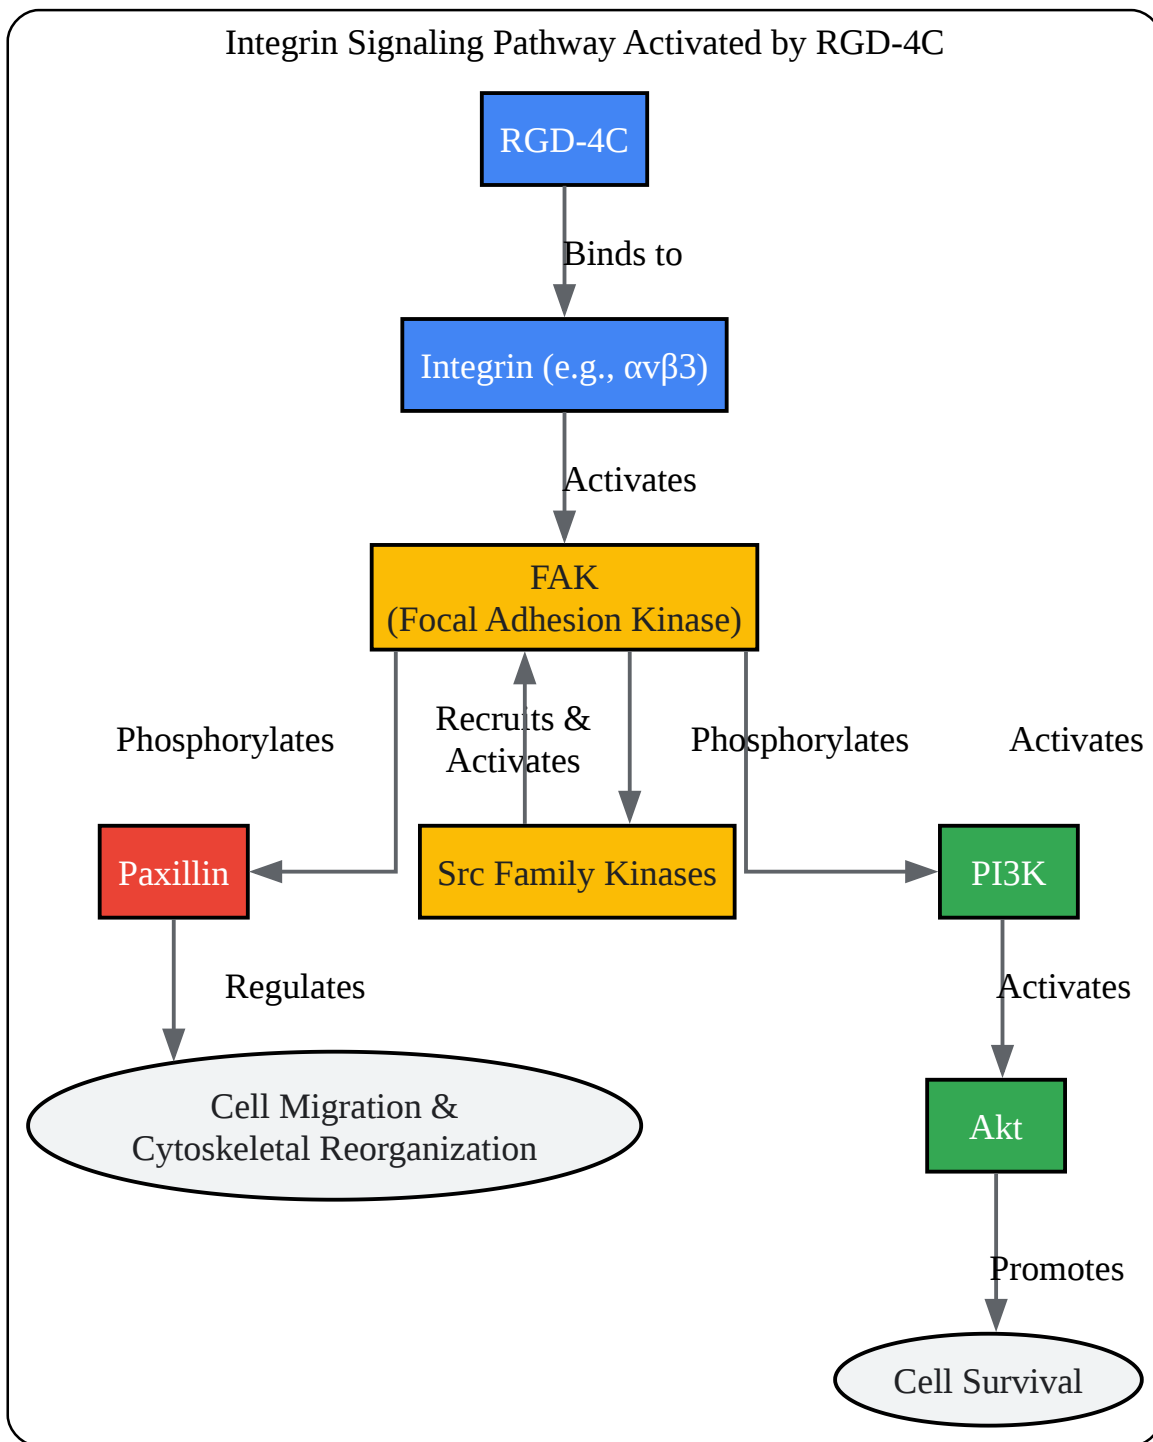 Integrin Signaling Pathway Activated by RGD-4C
RGD-4C
Binds to
Integrin (e.g., αvβ3)
Activates
FAK
(Focal Adhesion Kinase)
Phosphorylates
Recruits &
Activates
Phosphorylates
Activates
Paxillin
Src Family Kinases
PI3K
Regulates
Activates
Cell Migration &
Cytoskeletal Reorganization
Akt
Promotes
Cell Survival